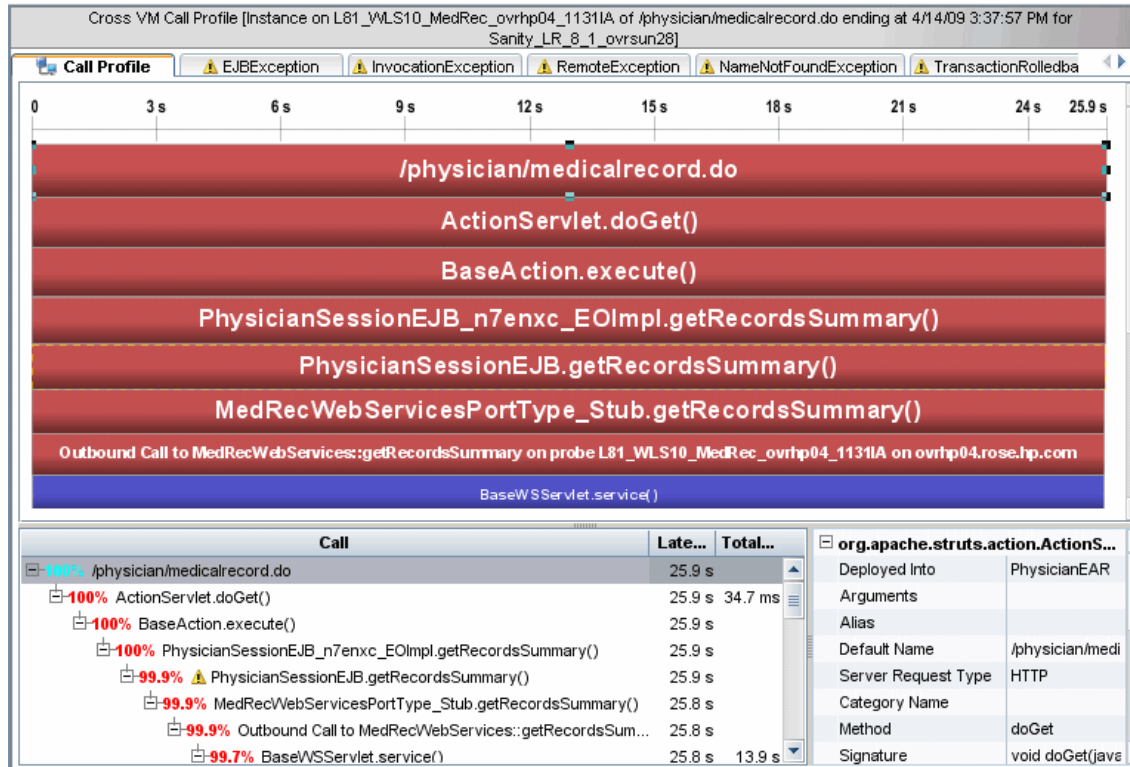 Cross VM Call Profile [Instance on L81_WLS10_MedRec_ovrhp04_1131IA of /physician/medicalrecord.do ending at 4/14/09 3:37:57 PM for
Sanity_LR_8_1_ovrsun28]
Call Profile EJBException InvocationException RemoteException NameNotFoundException TransactionRolledba
0 3 s 6 s 9 s 12 s 15 s 18 s 21 s 24 s 25.9 s
/physician/medicalrecord.do
ActionServlet.doGet()
BaseAction.execute()
PhysicianSessionEJB_n7enxc_EOImpl.getRecordsSummary()
PhysicianSessionEJB.getRecordsSummary()
MedRecWebServicesPortType_Stub.getRecordsSummary()
Outbound Call to MedRecWebServices::getRecordsSummary on probe L81_WLS10_MedRec_ovrhp04_1131IA on ovrhp04.rose.hp.com
BaseWSServlet.service()
Call Late... Total...
100% /physician/medicalrecord.do 25.9 s
100% ActionServlet.doGet() 25.9 s 34.7 ms
100% BaseAction.execute() 25.9 s
100% PhysicianSessionEJB_n7enxc_EOImpl.getRecordsSummary() 25.9 s
99.9% PhysicianSessionEJB.getRecordsSummary() 25.9 s
99.9% MedRecWebServicesPortType_Stub.getRecordsSummary() 25.8 s
99.9% Outbound Call to MedRecWebServices::getRecordsSum... 25.8 s
99.7% BaseWSServlet.service() 25.8 s 13.9 s
org.apache.struts.action.ActionS...
Deployed Into PhysicianEAR
Arguments
Alias
Default Name /physician/medi
Server Request Type HTTP
Category Name
Method doGet
Signature void doGet(java